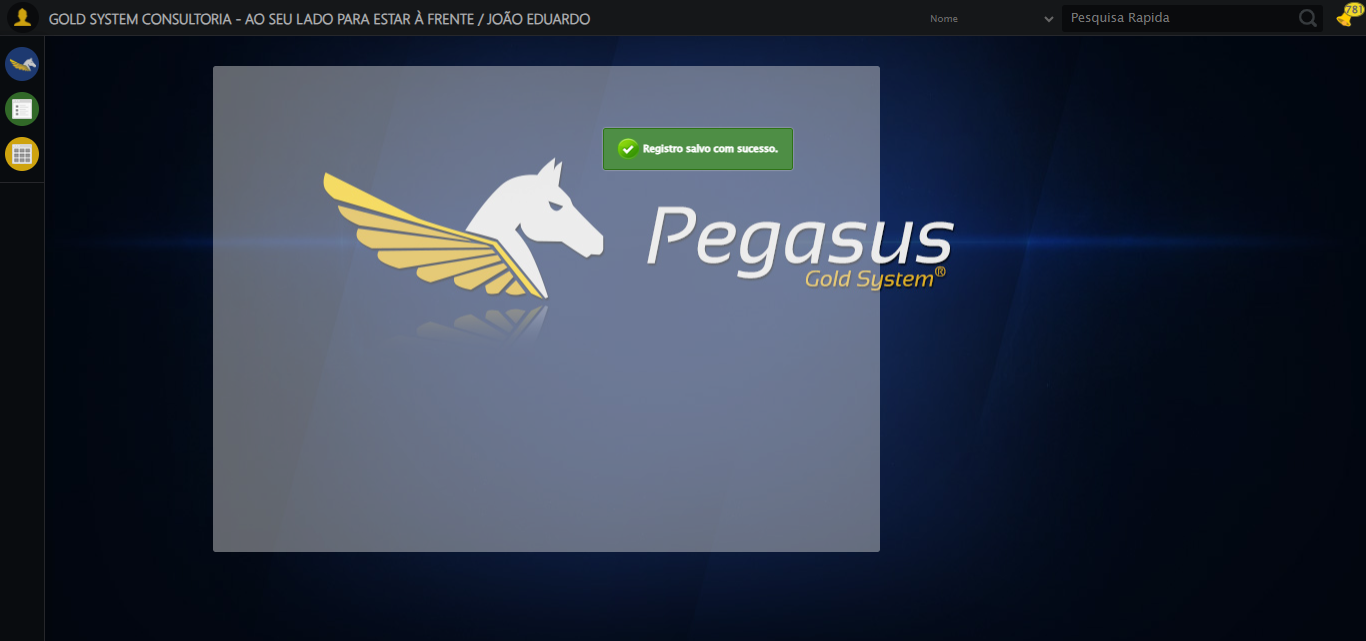 GOLD SYSTEM CONSULTORIA - AO SEU LADO PARA ESTAR À FRENTE / JOÃO EDUARDO
Nome
Pesquisa Rapida
781
Registro salvo com sucesso.
Pegasus
Gold System®